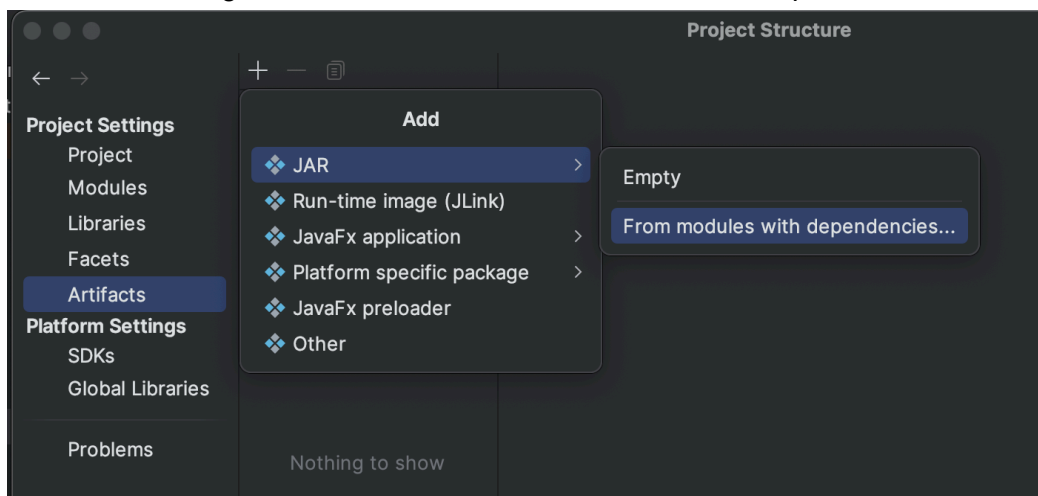 Project Structure
Project Settings
Project
Modules
Libraries
Facets
Artifacts
Platform Settings
SDKs
Global Libraries
Problems
Add
JAR
Run-time image (JLink)
JavaFx application
Platform specific package
JavaFx preloader
Other
Empty
From modules with dependencies...
Nothing to show